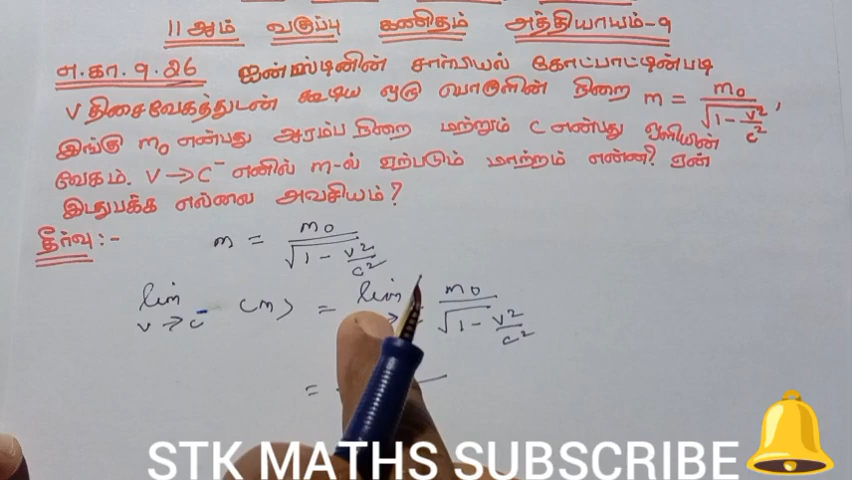 11 ஆம் வகுப்பு கணிதம் அத்தியாயம்-9
எ.கா.9.26 ஐன்ஸ்டினின் சார்பியல் கோட்பாட்டின்படி
v திசைவேகத்துடன் கூடிய ஒரு பொருளின் நிறை m = m₀/√(1 - v²/c²),
இங்கு m₀ என்பது ஆரம்ப நிறை மற்றும் c என்பது ஒளியின்
வேகம். v→c⁻ எனில் m-ல் ஏற்படும் மாற்றம் என்ன? ஏன்
இடதுபக்க எல்லை அவசியம்?
தீர்வு:- m = m₀/√(1 - v²/c²)
lim v→c⁻ (m) = lim → m₀/√(1 - v²/c²)
=
STK MATHS SUBSCRIBE